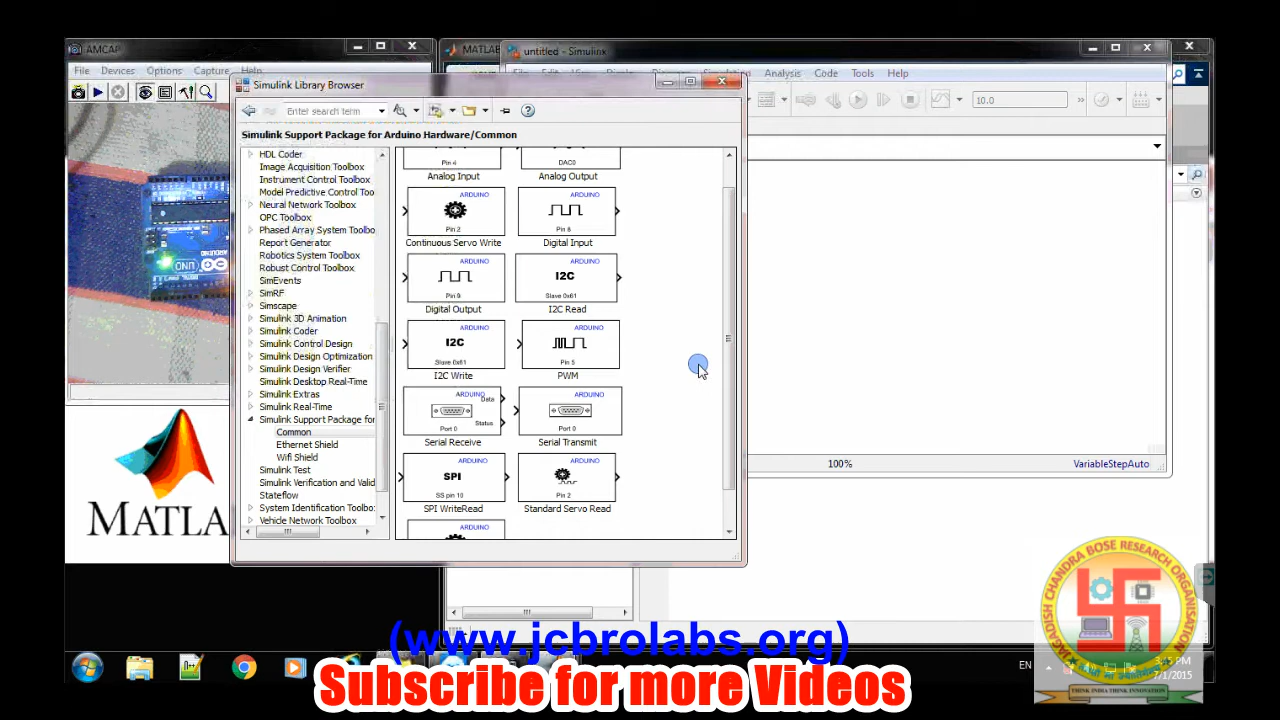 AMCAP
File Devices Options Capture Help
UNO
MATLA
MATLAB
untitled - Simulink
Analysis Code Tools Help
10.0
100%
VariableStepAuto
Simulink Library Browser
Enter search term
Simulink Support Package for Arduino Hardware/Common
HDL Coder
Image Acquisition Toolbox
Instrument Control Toolbox
Model Predictive Control Too
Neural Network Toolbox
OPC Toolbox
Phased Array System Toolbo
Report Generator
Robotics System Toolbox
Robust Control Toolbox
SimEvents
SimRF
Simscape
Simulink 3D Animation
Simulink Coder
Simulink Control Design
Simulink Design Optimization
Simulink Design Verifier
Simulink Desktop Real-Time
Simulink Extras
Simulink Real-Time
Simulink Support Package for
Common
Ethernet Shield
Wifi Shield
Simulink Test
Simulink Verification and Valid
Stateflow
System Identification Toolbo
Vehicle Network Toolbox
Pin 4
Analog Input
DAC0
Analog Output
ARDUINO
Pin 2
Continuous Servo Write
ARDUINO
Pin 6
Digital Input
ARDUINO
Pin 9
Digital Output
ARDUINO
I2C
Slave 0x61
I2C Read
ARDUINO
I2C
Slave 0x61
I2C Write
ARDUINO
Pin 5
PWM
ARDUINO
Data
Status
Port 0
Serial Receive
ARDUINO
Port 0
Serial Transmit
ARDUINO
SPI
SS pin 10
SPI WriteRead
ARDUINO
Pin 2
Standard Servo Read
ARDUINO
(www.jcbrolabs.org)
Subscribe for more Videos
EN
7/1/2015
JAGADISH CHANDRA BOSE RESEARCH ORGANISATION
THINK INDIA THINK INNOVATION